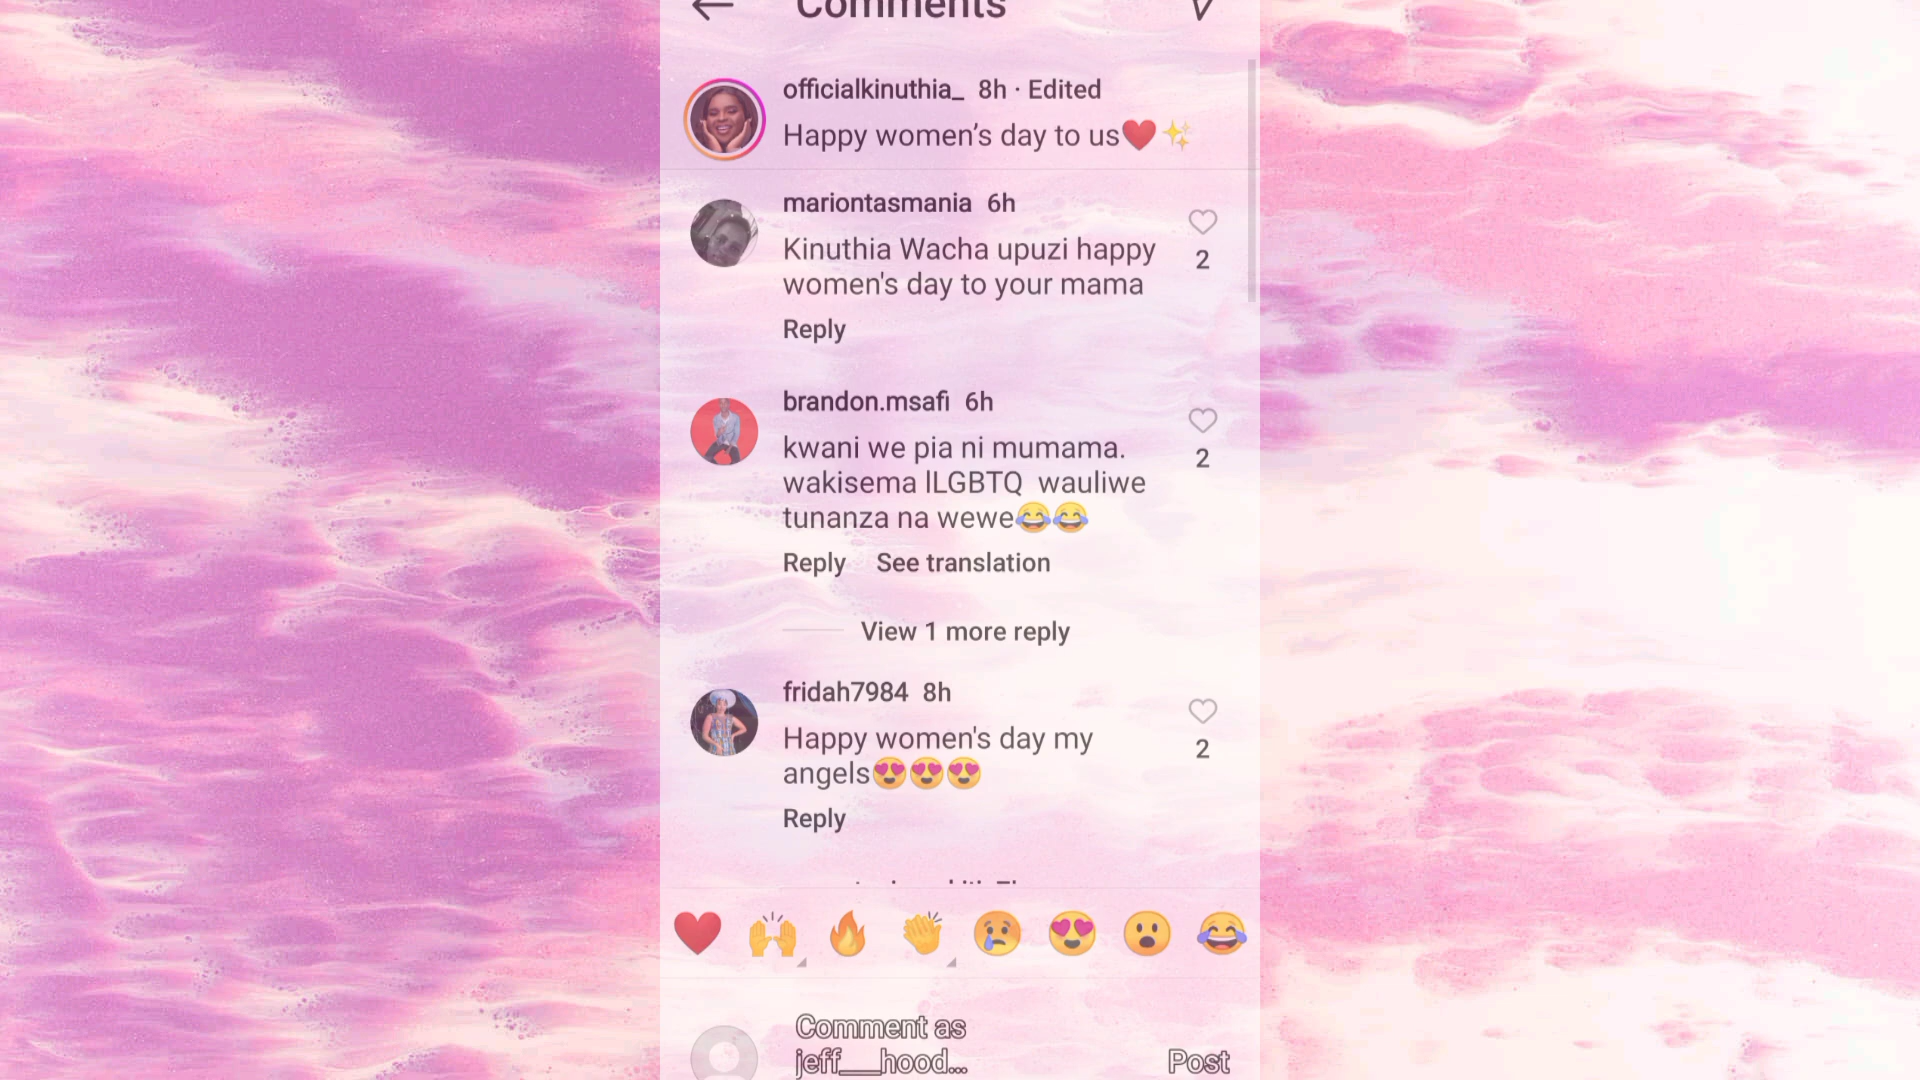 Comments
officialkinuthia_ 8h · Edited
Happy women’s day to us❤️✨
mariontasmania 6h
Kinuthia Wacha upuzi happy
women's day to your mama
2
Reply
brandon.msafi 6h
kwani we pia ni mumama.
wakisema lLGBTQ  wauliwe
tunanza na wewe😂😂
2
Reply See translation
View 1 more reply
fridah7984 8h
Happy women's day my
angels😍😍😍
2
Reply
❤️🙌🔥👏😢😍😮😂
Comment as
jeff___hood...
Post